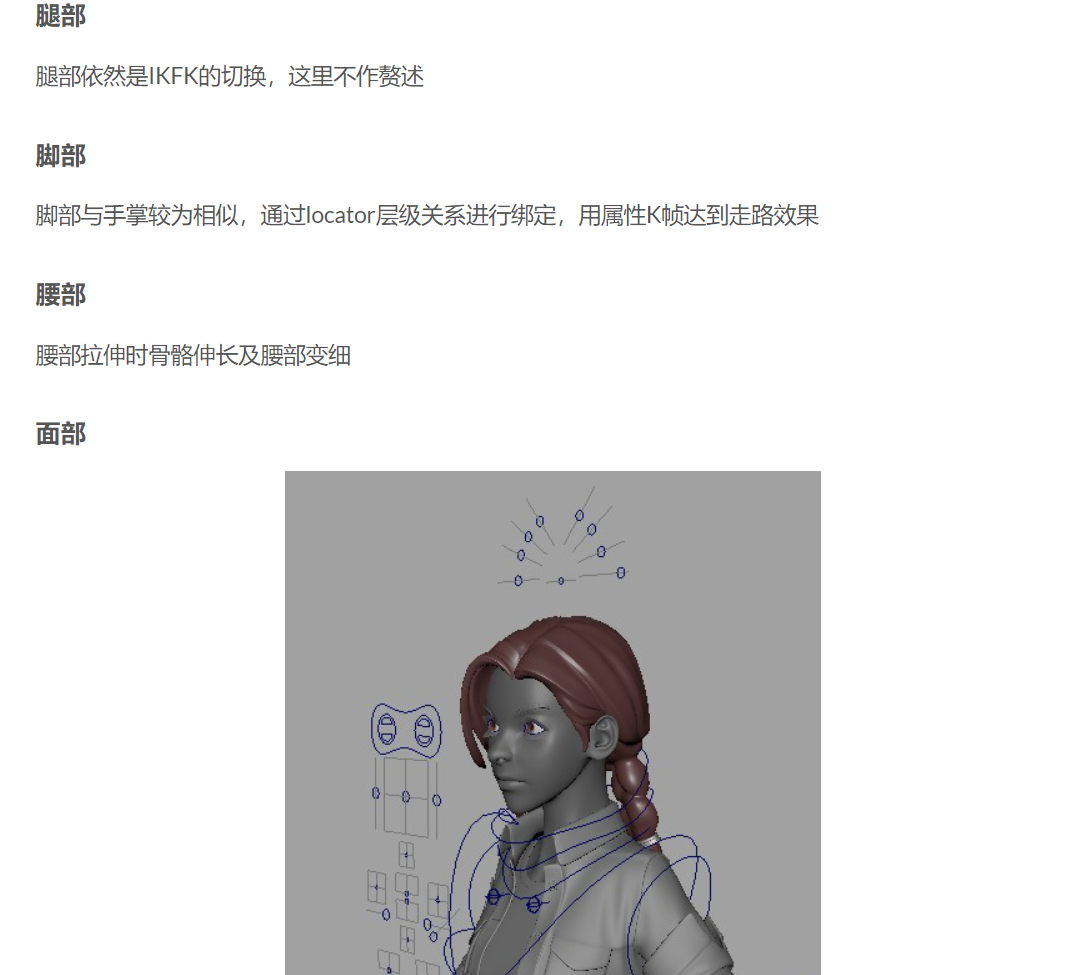 腿部
腿部依然是IKFK的切换，这里不作赘述
脚部
脚部与手掌较为相似，通过locator层级关系进行绑定，用属性K帧达到走路效果
腰部
腰部拉伸时骨骼伸长及腰部变细
面部